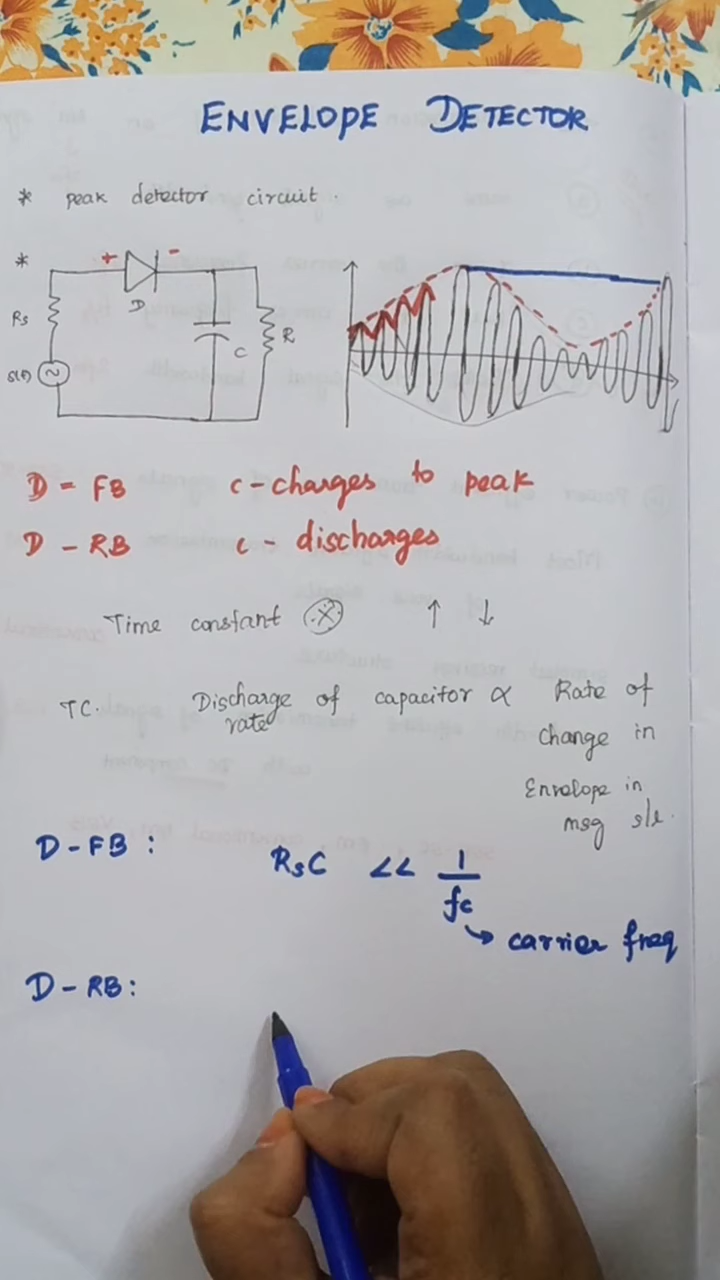 ENVELOPE DETECTOR
* peak detector circuit.
*
+ -
D
Rs
C
R
s(t)
D - FB C - charges to peak
D - RB C - discharges
Time constant ↑ ↓
TC. Discharge of capacitor ∝ Rate of
rate
change in
Envelope in
msg
D - FB :
RsC << 1/fc
→ carrier freq
D - RB: